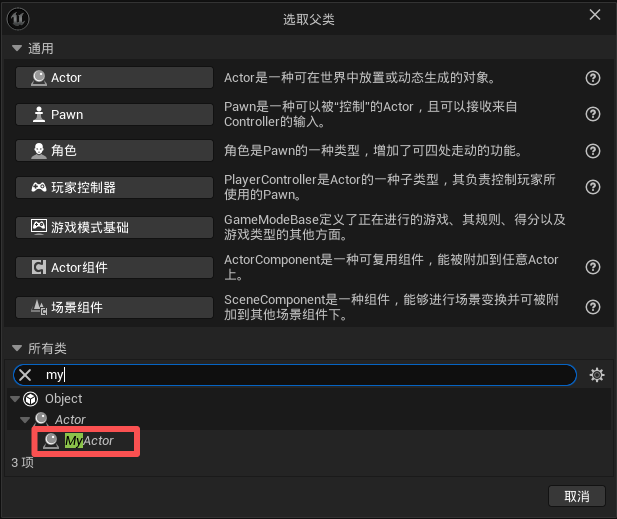 选取父类
通用
Actor
Actor是一种可在世界中放置或动态生成的对象。
Pawn
Pawn是一种可以被“控制”的Actor，且可以接收来自
Controller的输入。
角色
角色是Pawn的一种类型，增加了可四处走动的功能。
玩家控制器
PlayerController是Actor的一种子类型，其负责控制玩家所
使用的Pawn。
游戏模式基础
GameModeBase定义了正在进行的游戏、其规则、得分以及
游戏类型的其他方面。
Actor组件
ActorComponent是一种可复用组件，能被附加到任意Actor
上。
场景组件
SceneComponent是一种组件，能够进行场景变换并可被附
加到其他场景组件下。
所有类
my
Object
Actor
MyActor
3 项
取消